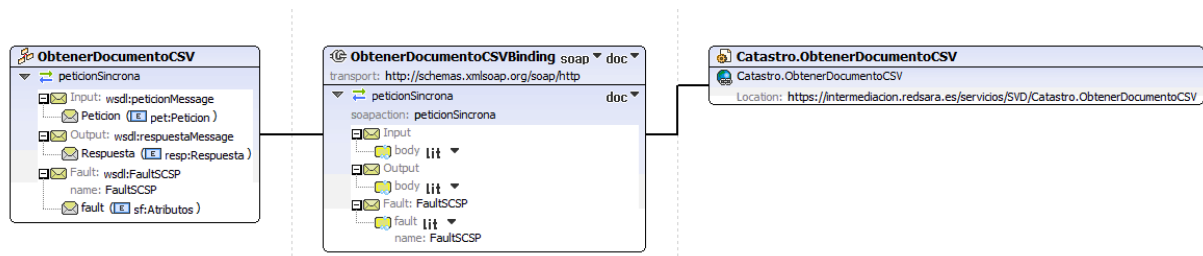 ObtenerDocumentoCSV
peticionSincrona
Input: wsdl:peticionMessage
Peticion ( E pet:Peticion )
Output: wsdl:respuestaMessage
Respuesta ( E resp:Respuesta )
Fault: wsdl:FaultSCSP
name: FaultSCSP
fault ( E sf:Atributos )
ObtenerDocumentoCSVBinding soap doc
transport: http://schemas.xmlsoap.org/soap/http
peticionSincrona doc
soapaction: peticionSincrona
Input
body lit
Output
body lit
Fault: FaultSCSP
fault lit
name: FaultSCSP
Catastro.ObtenerDocumentoCSV
Catastro.ObtenerDocumentoCSV
Location: https://intermediacion.redsara.es/servicios/SVD/Catastro.ObtenerDocumentoCSV